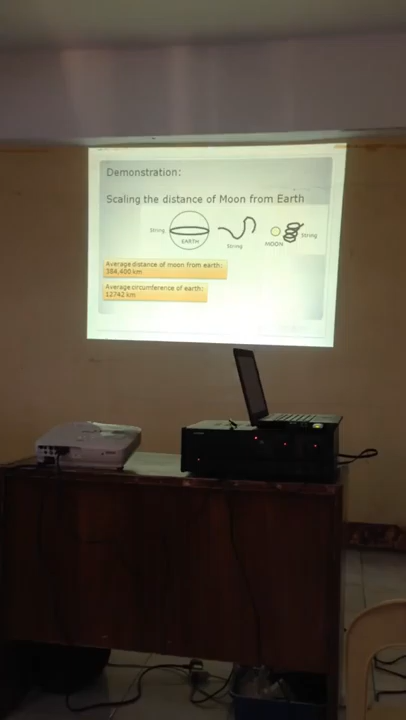 Demonstration:
Scaling the distance of Moon from Earth
String
EARTH
String
MOON
String
Average distance of moon from earth:
384,400 km
Average circumference of earth:
12742 km